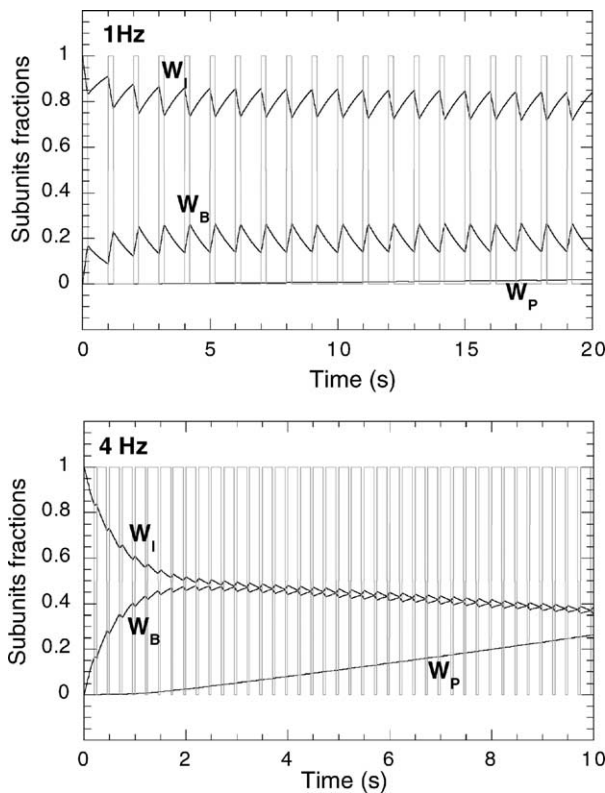 1Hz
W_I
1
0.8
0.6
0.4
0.2
0
Subunits fractions
W_B
W_P
0 5 10 15 20
Time (s)
4 Hz
W_I
1
0.8
0.6
0.4
0.2
0
Subunits fractions
W_B
W_P
0 2 4 6 8 10
Time (s)